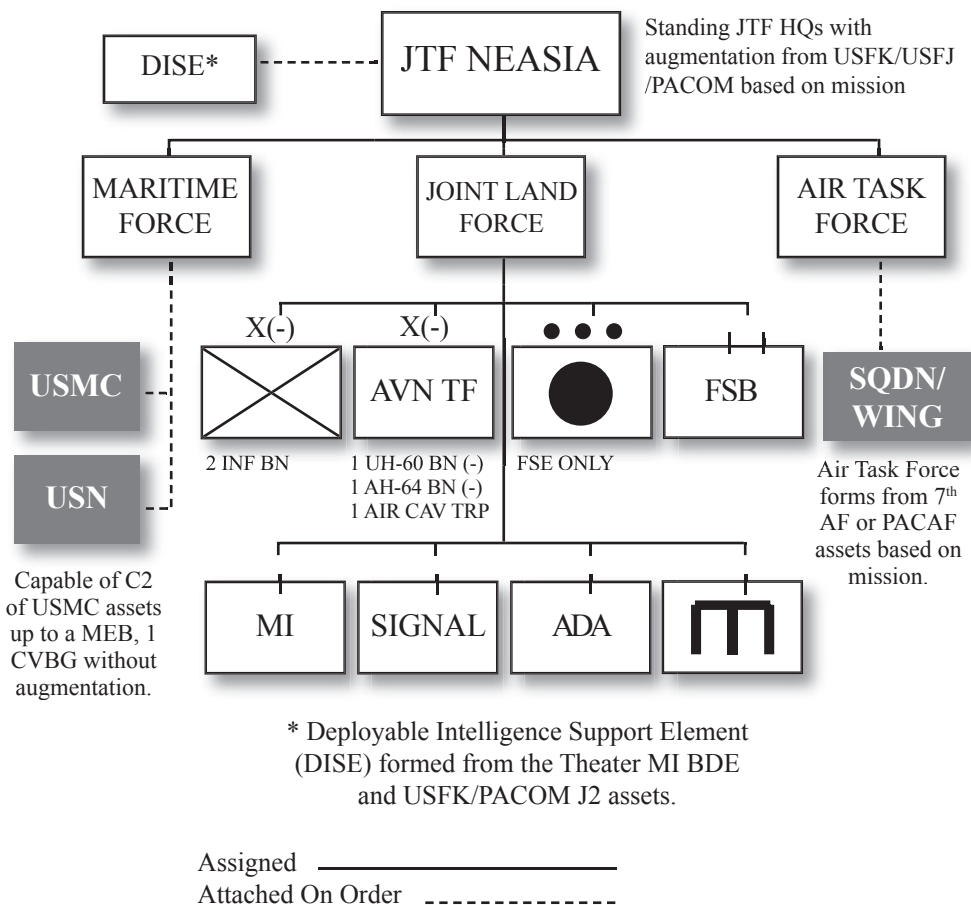 DISE*
JTF NEASIA
Standing JTF HQs with
augmentation from USFK/USFJ
/PACOM based on mission
MARITIME
FORCE
JOINT LAND
FORCE
AIR TASK
FORCE
X(-)
X(-)
USMC
USN
AVN TF
FSB
SQDN/
WING
2 INF BN
1 UH-60 BN (-)
1 AH-64 BN (-)
1 AIR CAV TRP
FSE ONLY
Air Task Force
forms from 7th
AF or PACAF
assets based on
mission.
Capable of C2
of USMC assets
up to a MEB, 1
CVBG without
augmentation.
MI
SIGNAL
ADA
* Deployable Intelligence Support Element
(DISE) formed from the Theater MI BDE
and USFK/PACOM J2 assets.
Assigned
Attached On Order